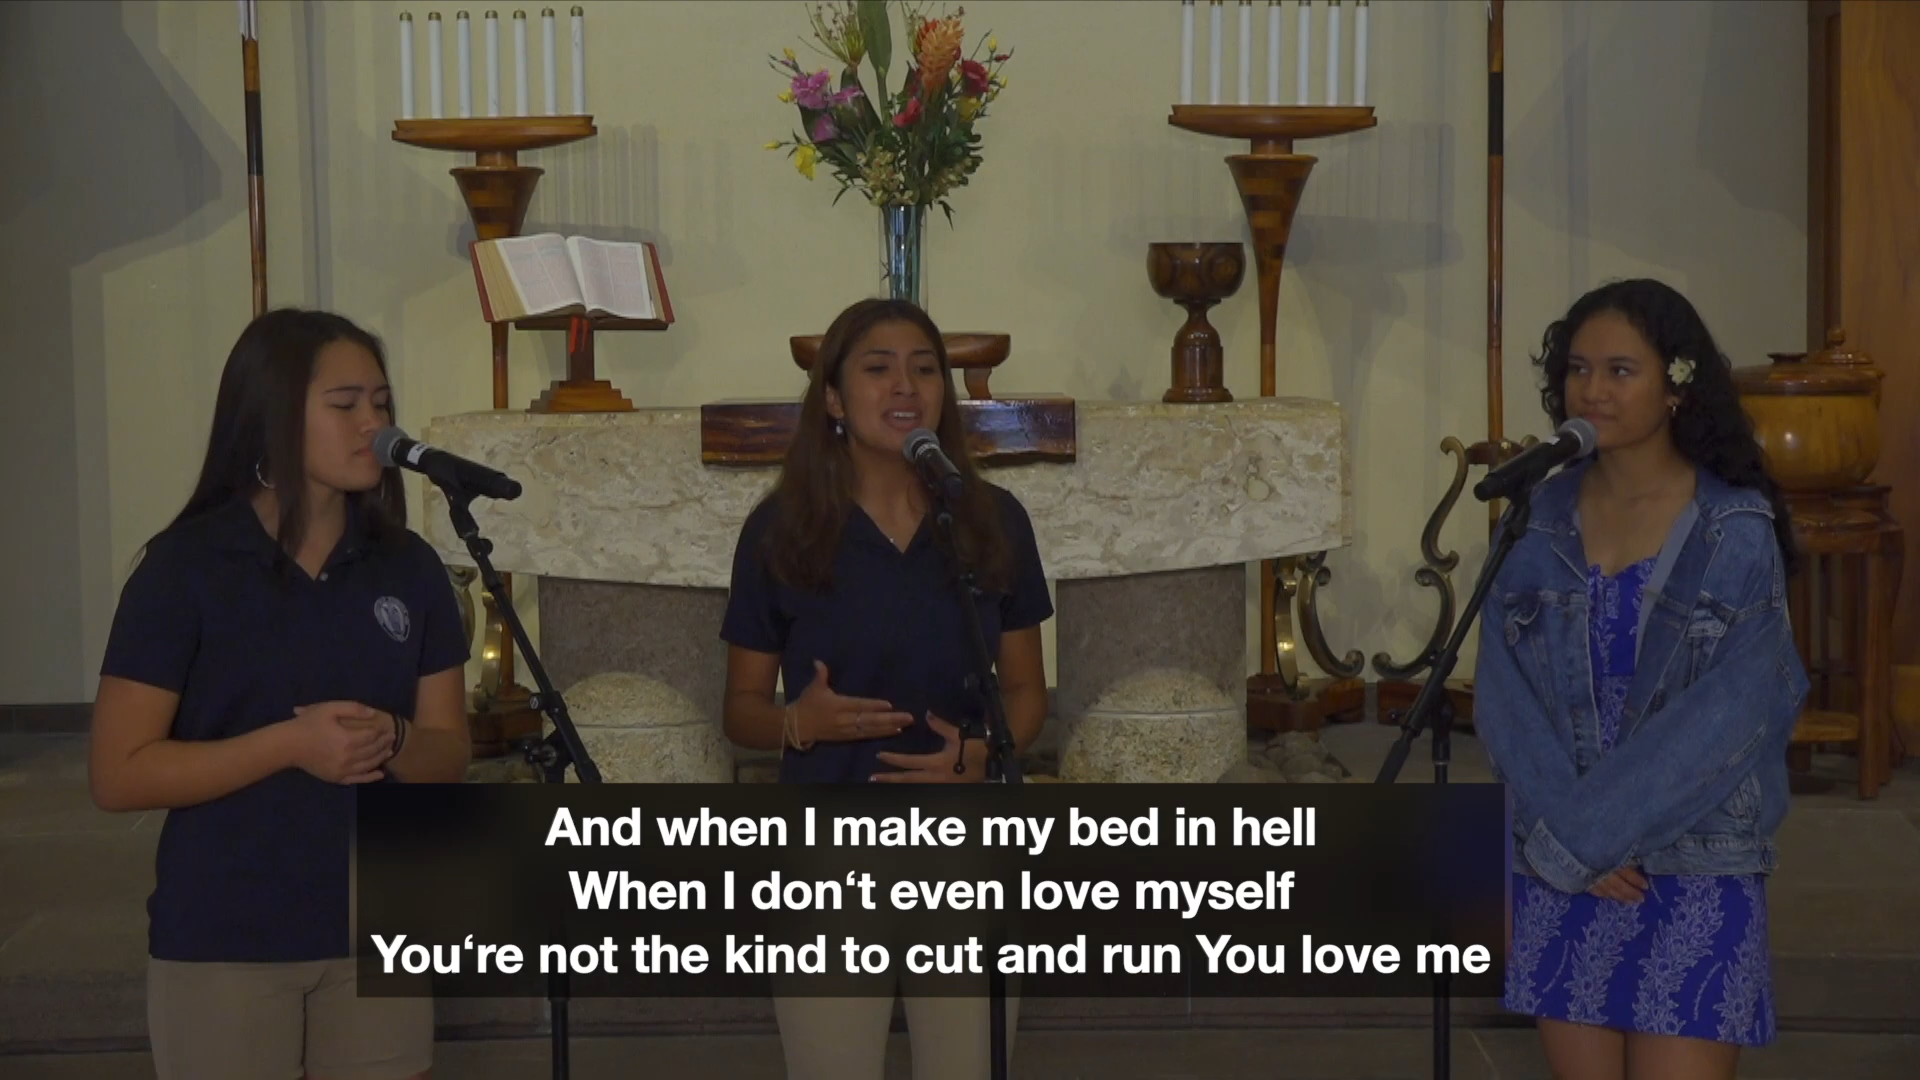 And when I make my bed in hell
When I don‘t even love myself
You‘re not the kind to cut and run You love me